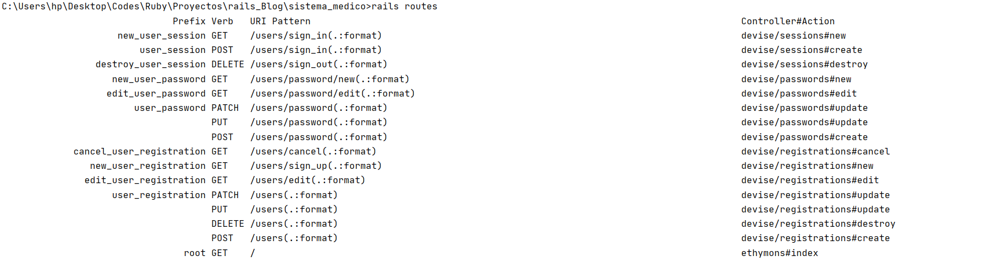 C:\Users\hp\Desktop\Codes\Ruby\Proyectos\rails_Blog\sistema_medico>rails routes
Prefix Verb URI Pattern Controller#Action
new_user_session GET /users/sign_in(.:format) devise/sessions#new
user_session POST /users/sign_in(.:format) devise/sessions#create
destroy_user_session DELETE /users/sign_out(.:format) devise/sessions#destroy
new_user_password GET /users/password/new(.:format) devise/passwords#new
edit_user_password GET /users/password/edit(.:format) devise/passwords#edit
user_password PATCH /users/password(.:format) devise/passwords#update
PUT /users/password(.:format) devise/passwords#update
POST /users/password(.:format) devise/passwords#create
cancel_user_registration GET /users/cancel(.:format) devise/registrations#cancel
new_user_registration GET /users/sign_up(.:format) devise/registrations#new
edit_user_registration GET /users/edit(.:format) devise/registrations#edit
user_registration PATCH /users(.:format) devise/registrations#update
PUT /users(.:format) devise/registrations#update
DELETE /users(.:format) devise/registrations#destroy
POST /users(.:format) devise/registrations#create
root GET / ethymons#index